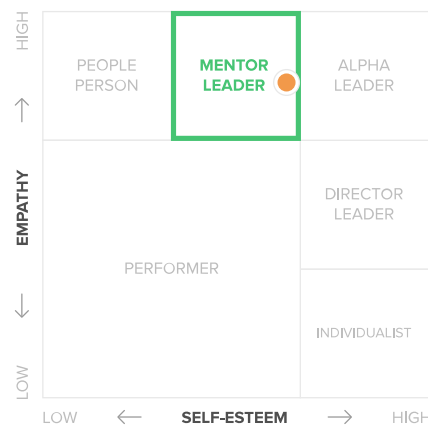 HIGH
PEOPLE
PERSON
MENTOR
LEADER
ALPHA
LEADER
EMPATHY
DIRECTOR
LEADER
PERFORMER
INDIVIDUALIST
LOW
LOW
SELF-ESTEEM
HIGH